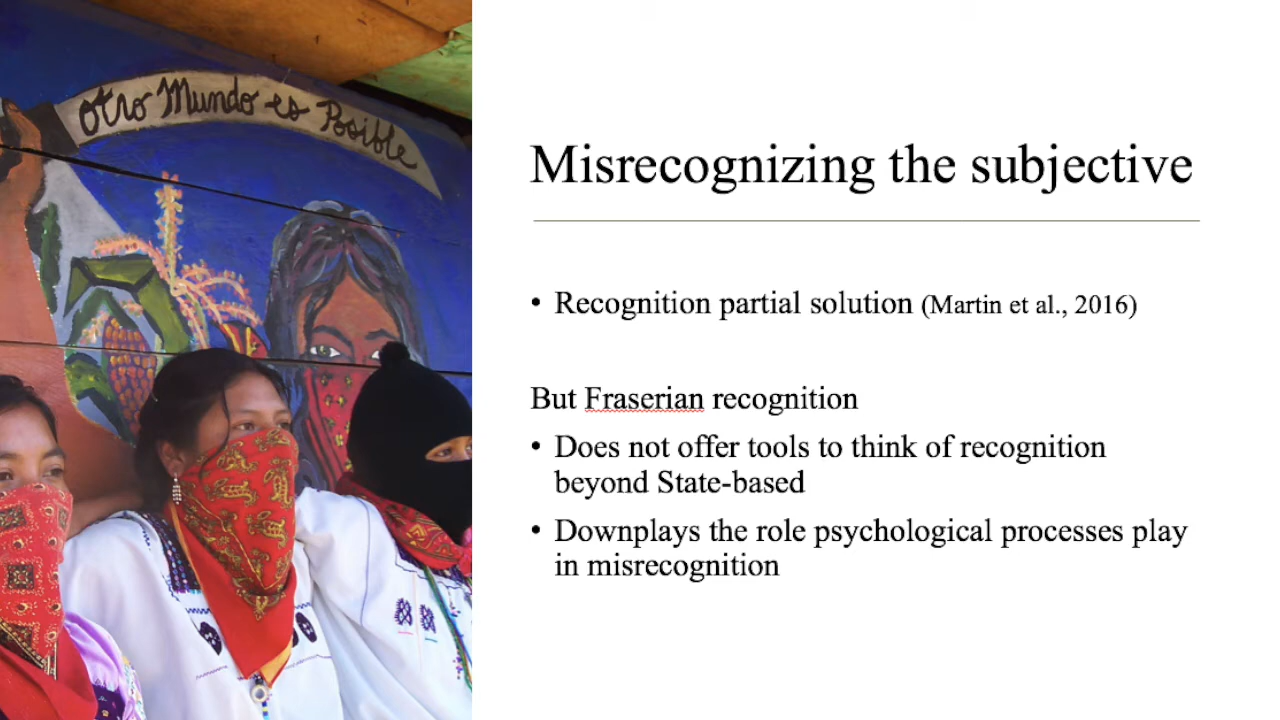 Otro Mundo es Posible
Misrecognizing the subjective
• Recognition partial solution (Martin et al., 2016)
But Fraserian recognition
• Does not offer tools to think of recognition
beyond State-based
• Downplays the role psychological processes play
in misrecognition